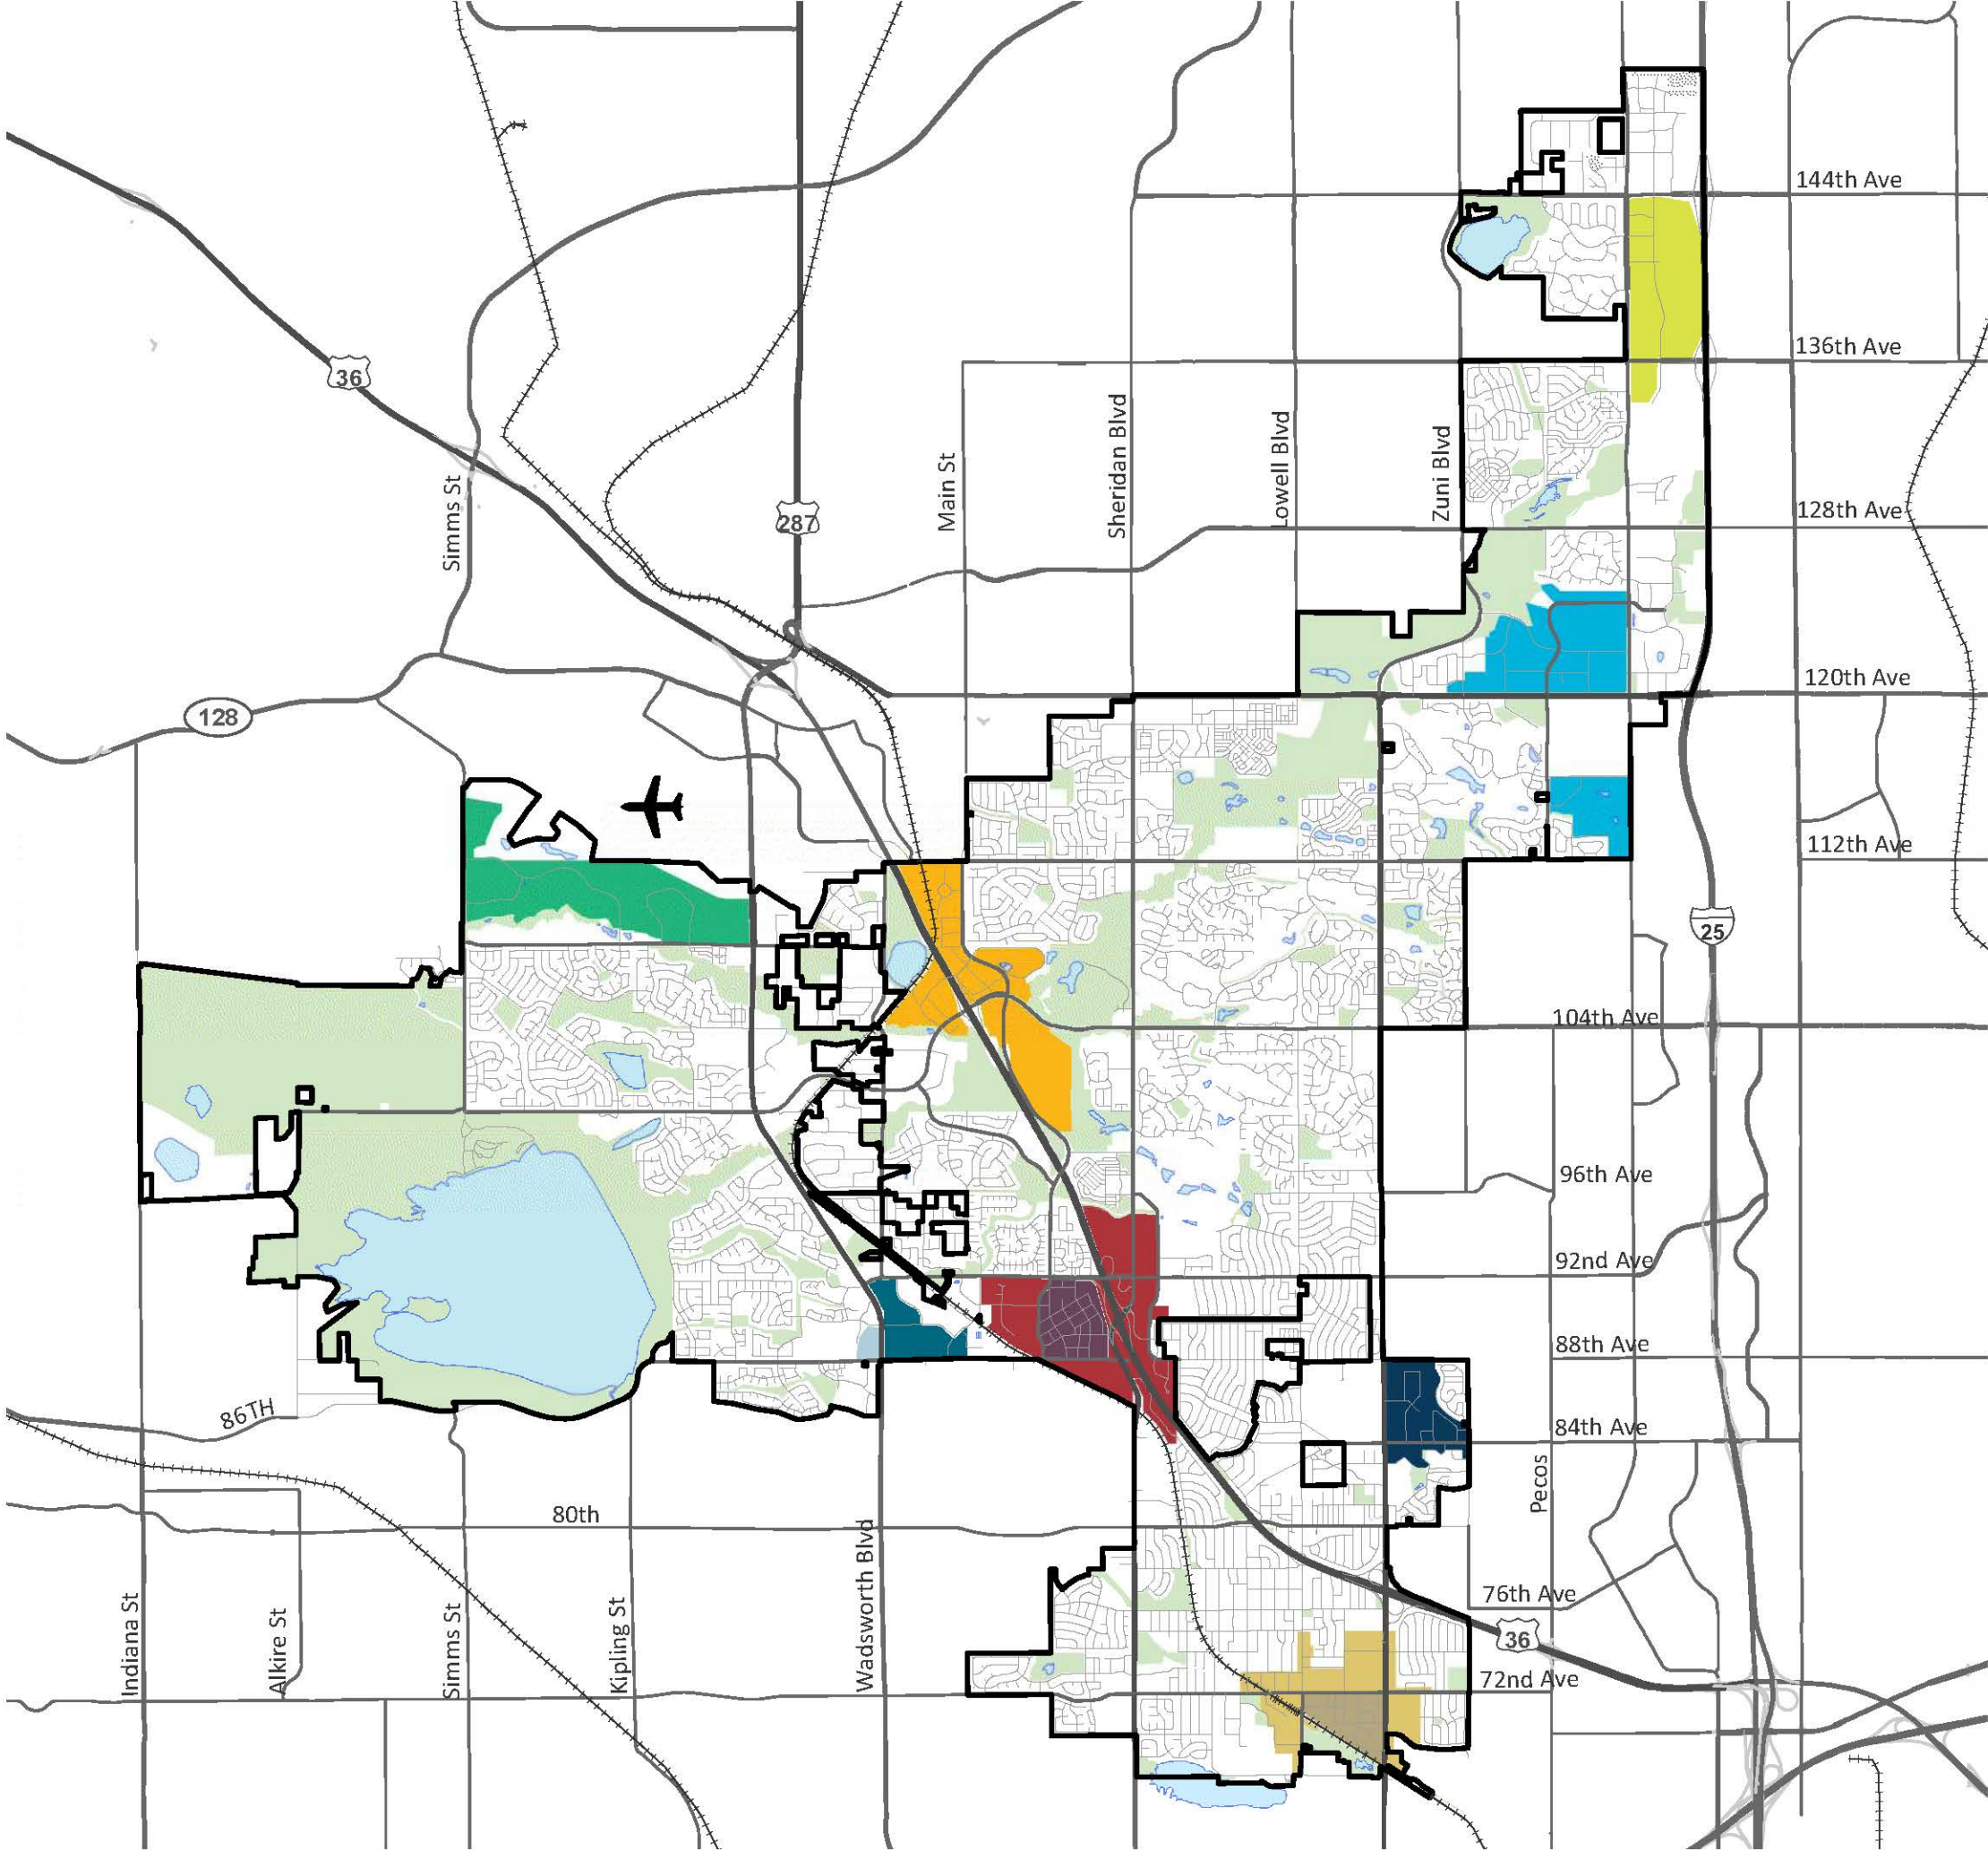 144th Ave
136th Ave
36
Sheridan Blvd
Lowell Blvd
Zuni Blvd
Main St
Simms St
287
128th Ave
120th Ave
128
112th Ave
25
104th Ave
96th Ave
92nd Ave
88th Ave
86TH
84th Ave
Pecos
80th
Wadsworth Blvd
76th Ave
Indiana St
Alkire St
Simms St
Kipling St
36
72nd Ave